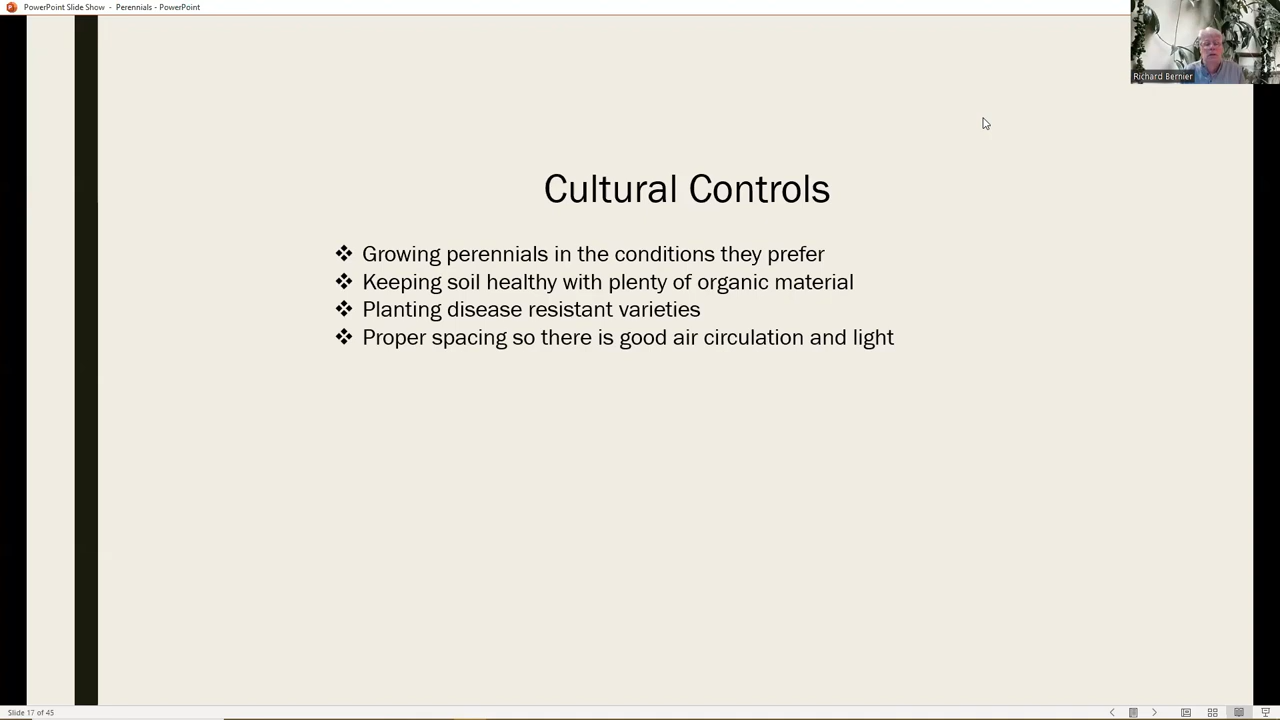 PowerPoint Slide Show - Perennials - PowerPoint
Richard Bernier
Cultural Controls
❖ Growing perennials in the conditions they prefer
❖ Keeping soil healthy with plenty of organic material
❖ Planting disease resistant varieties
❖ Proper spacing so there is good air circulation and light
Slide 17 of 45